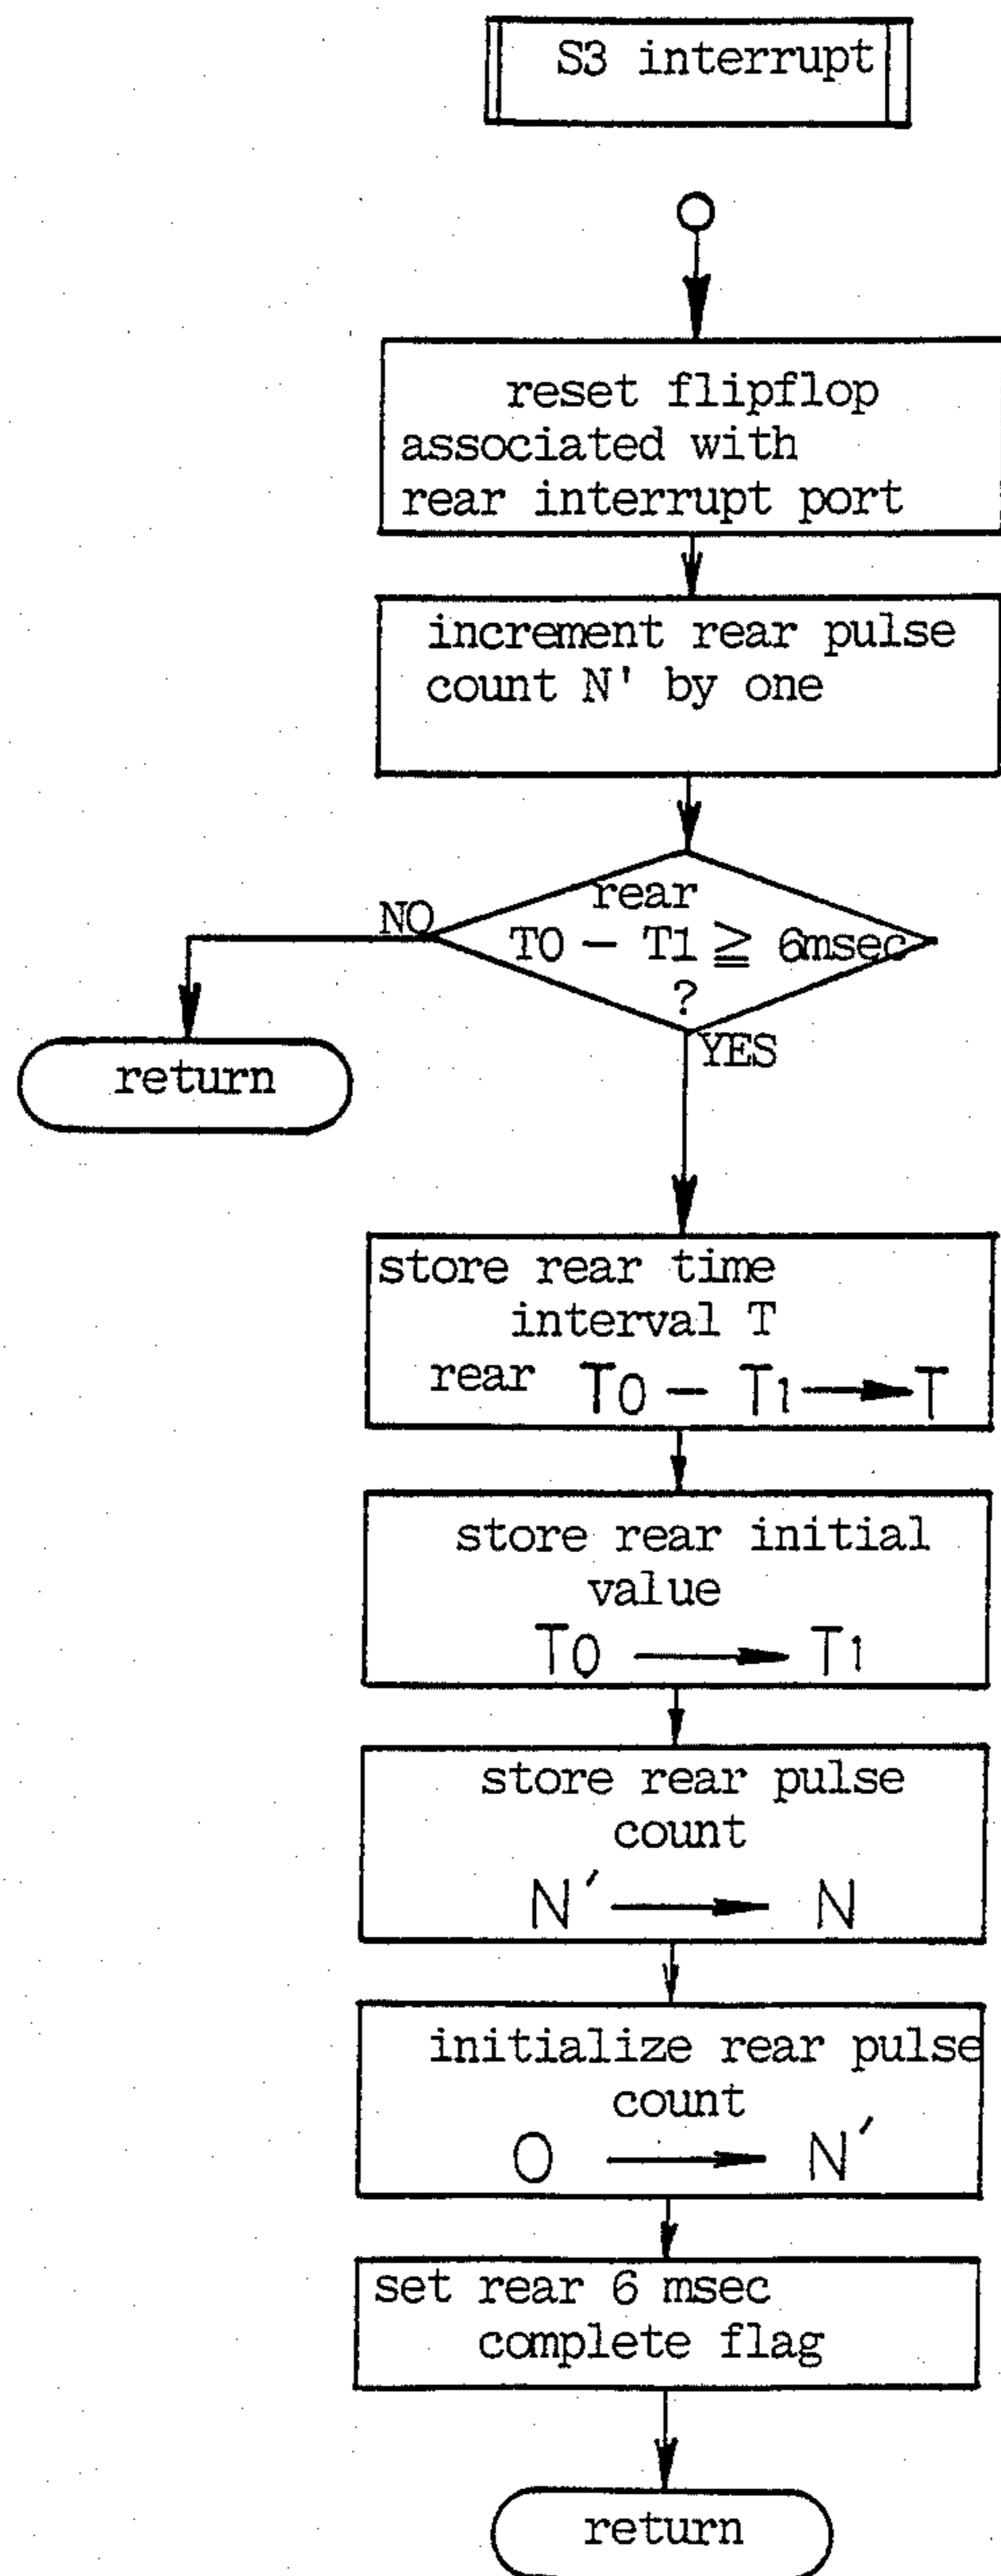 S3 interrupt
reset flipflop
associated with
rear interrupt port
increment rear pulse
count N' by one
rear
T0 − T1 ≧ 6msec
?
NO
YES
return
store rear time
interval T
rear T0 − T1 → T
store rear initial
value
T0 → T1
store rear pulse
count
N′ → N
initialize rear pulse
count
0 → N′
set rear 6 msec
complete flag
return